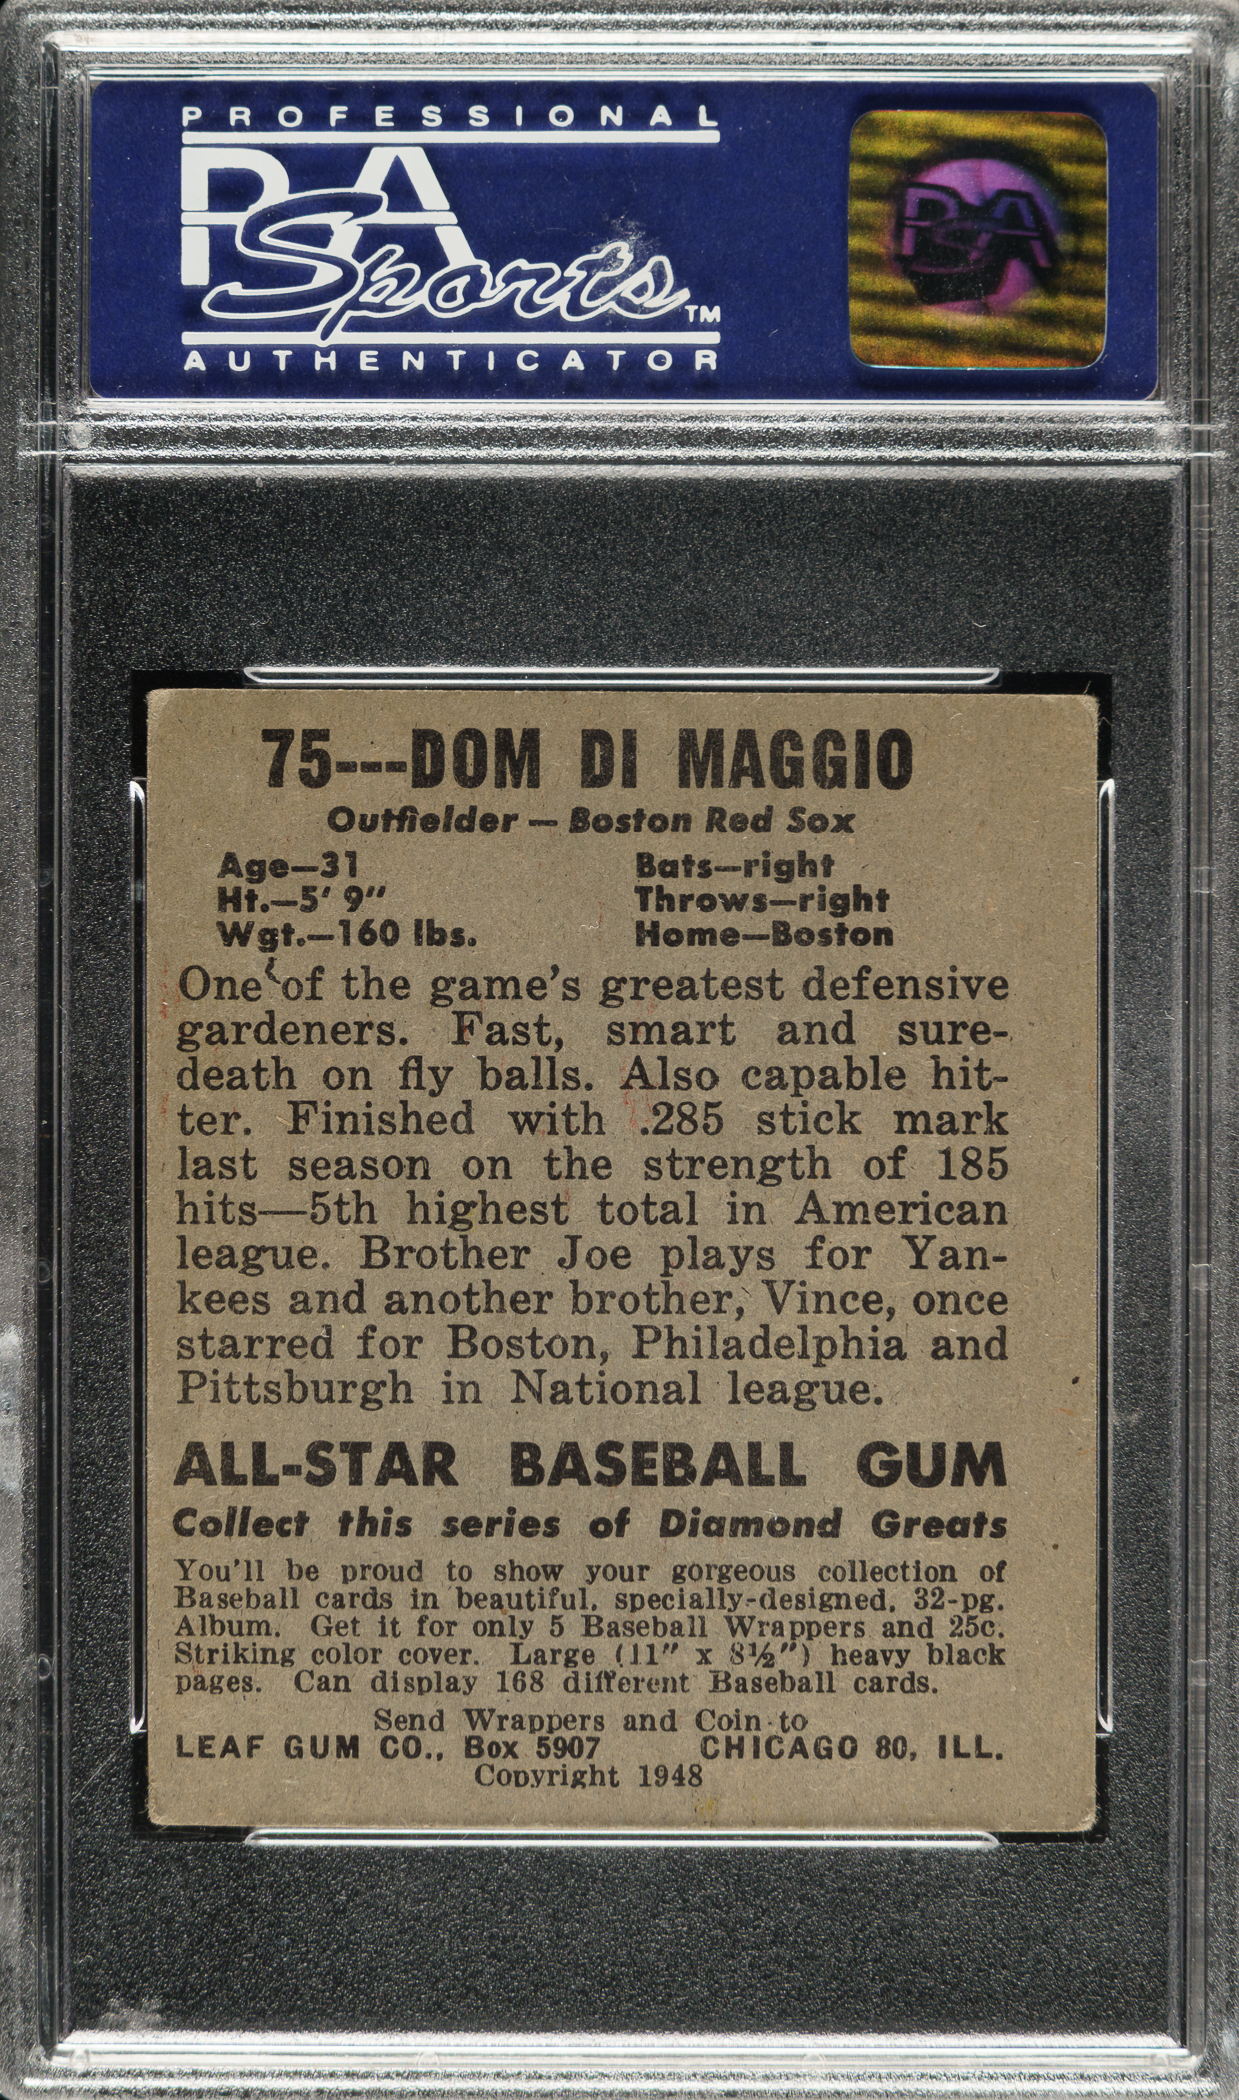 PROFESSIONAL
PSA
Sports™
AUTHENTICATOR
PSA
75---DOM DI MAGGIO
Outfielder — Boston Red Sox
Age—31 Bats—right
Ht.—5' 9" Throws—right
Wgt.—160 lbs. Home—Boston
One of the game's greatest defensive
gardeners. Fast, smart and sure-
death on fly balls. Also capable hit-
ter. Finished with .285 stick mark
last season on the strength of 185
hits—5th highest total in American
league. Brother Joe plays for Yan-
kees and another brother, Vince, once
starred for Boston, Philadelphia and
Pittsburgh in National league.
ALL-STAR BASEBALL GUM
Collect this series of Diamond Greats
You'll be proud to show your gorgeous collection of
Baseball cards in beautiful, specially-designed, 32-pg.
Album. Get it for only 5 Baseball Wrappers and 25c.
Striking color cover. Large (11" x 8½") heavy black
pages. Can display 168 different Baseball cards.
Send Wrappers and Coin to
LEAF GUM CO., Box 5907 CHICAGO 80, ILL.
Copyright 1948